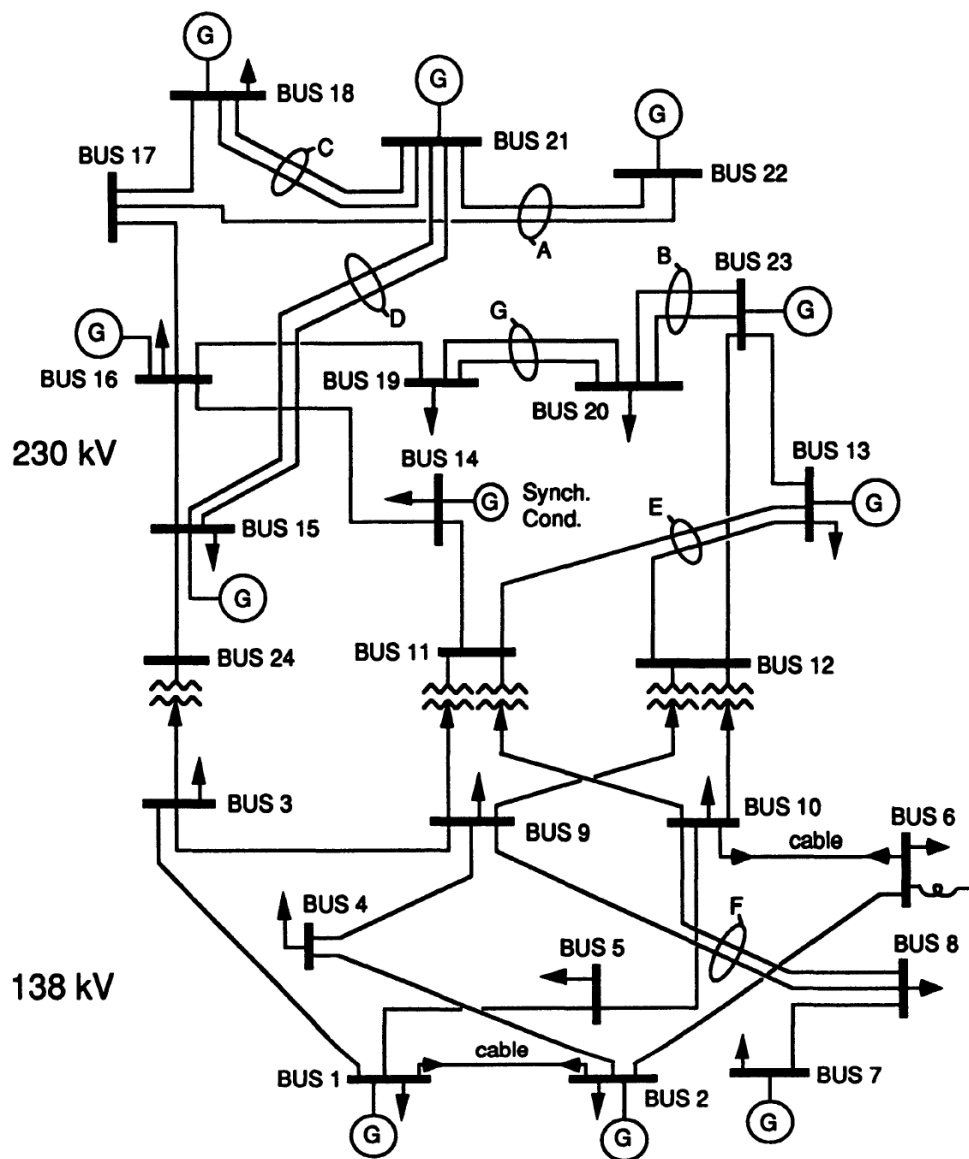 G
BUS 18
G
BUS 21
G
BUS 17
C
BUS 22
A
B
BUS 23
D
G
G
G
BUS 16
BUS 19
BUS 20
230 kV
BUS 14
BUS 13
G
Synch.
Cond.
E
G
BUS 15
G
BUS 24
BUS 11
BUS 12
BUS 3
BUS 9
BUS 10
BUS 6
cable
BUS 4
F
BUS 5
BUS 8
138 kV
cable
BUS 1
BUS 2
BUS 7
G
G
G